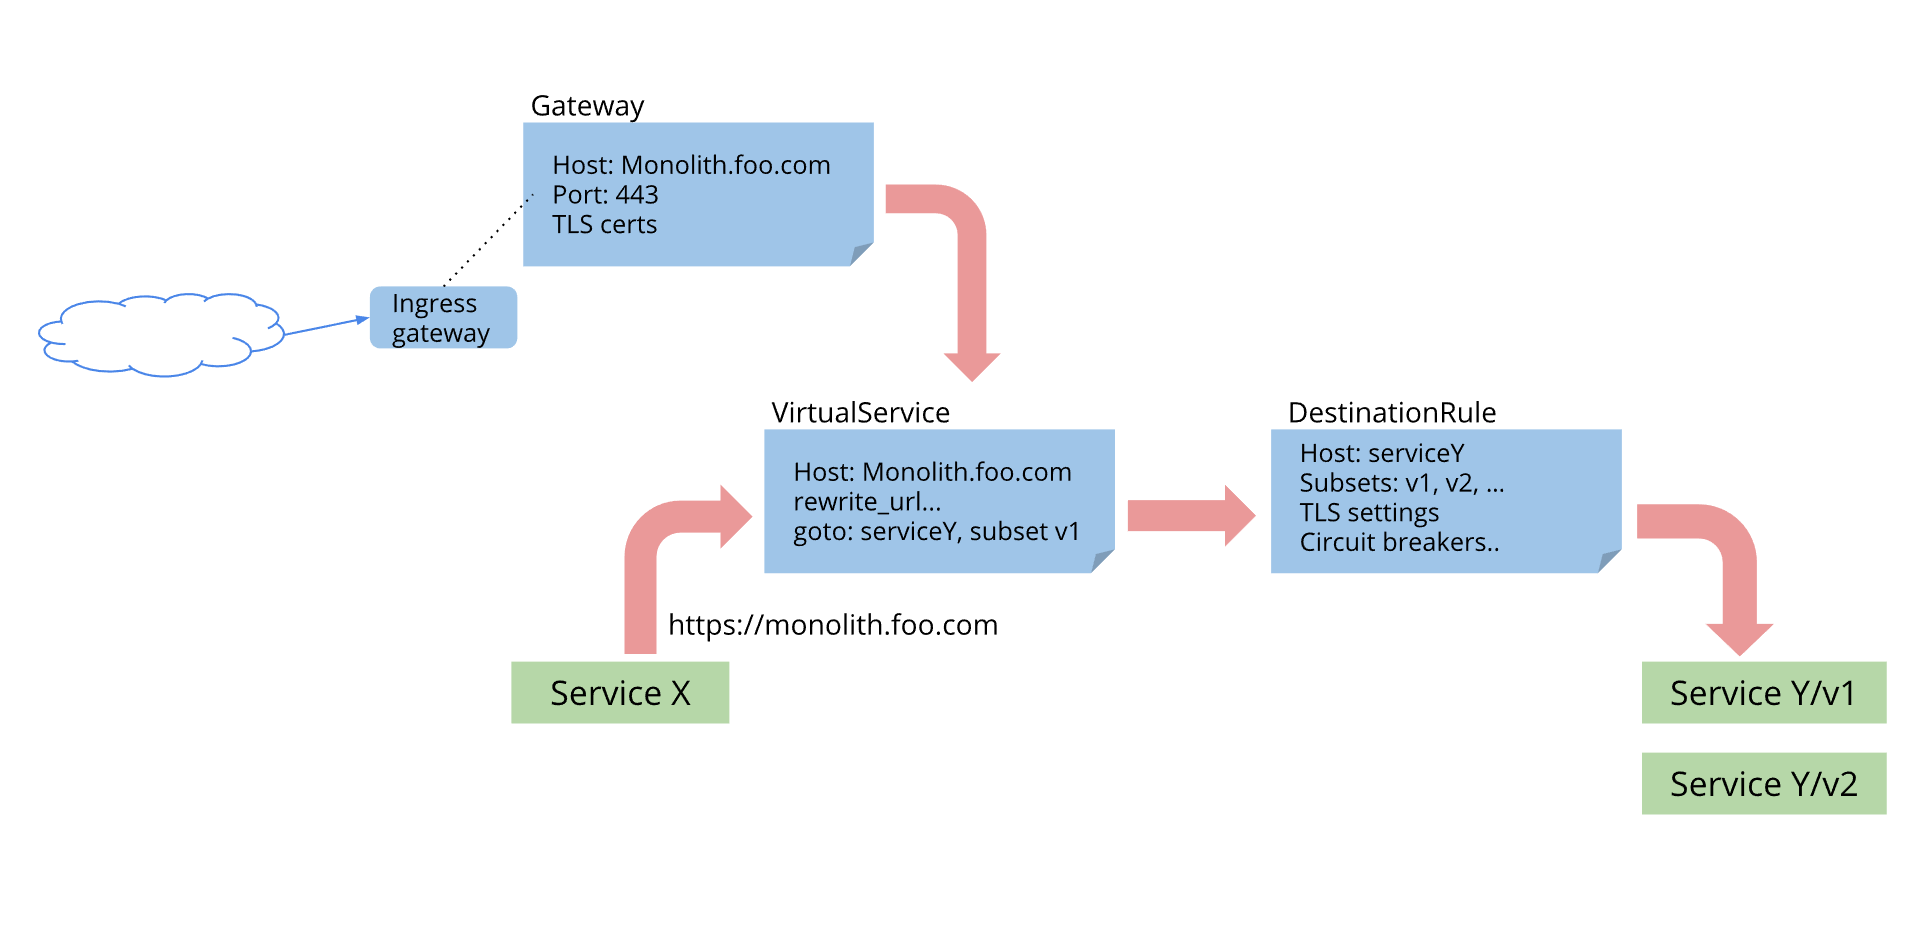 Gateway
Host: Monolith.foo.com
Port: 443
TLS certs
Ingress
gateway
VirtualService
Host: Monolith.foo.com
rewrite_url...
goto: serviceY, subset v1
DestinationRule
Host: serviceY
Subsets: v1, v2, ...
TLS settings
Circuit breakers..
https://monolith.foo.com
Service X
Service Y/v1
Service Y/v2